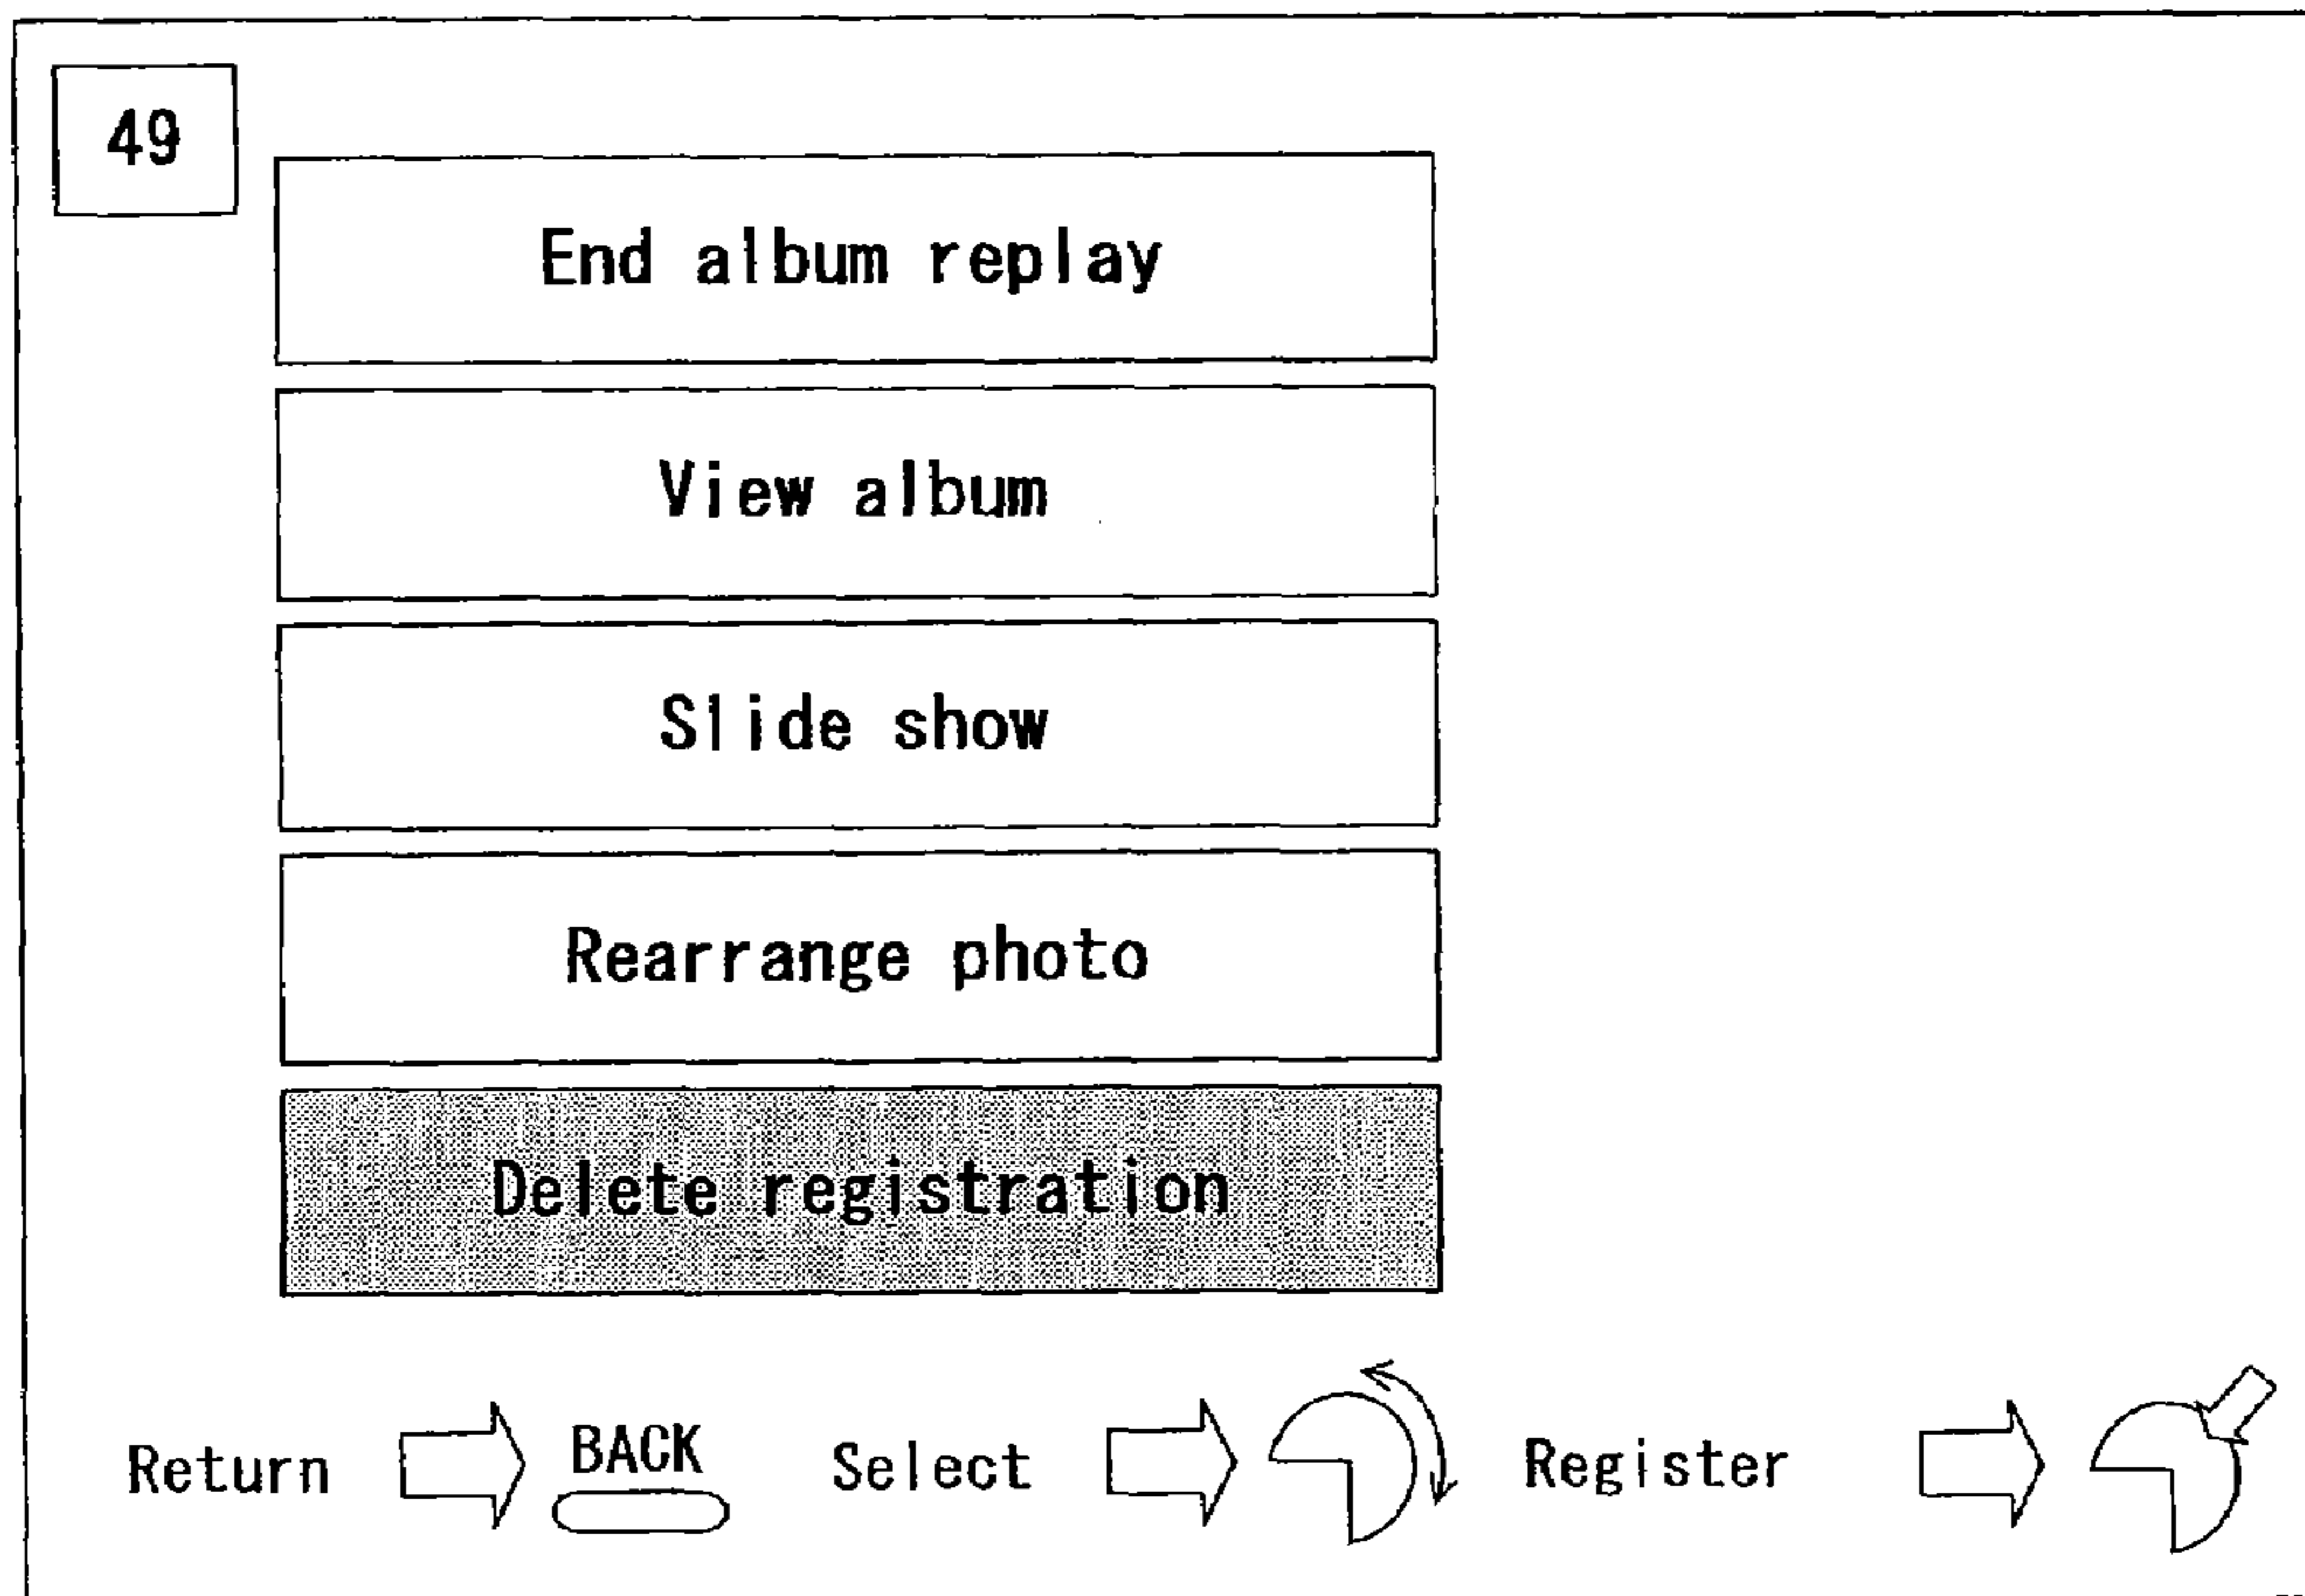 49
End album replay
View album
Slide show
Rearrange photo
Delete registration
Return BACK Select Register